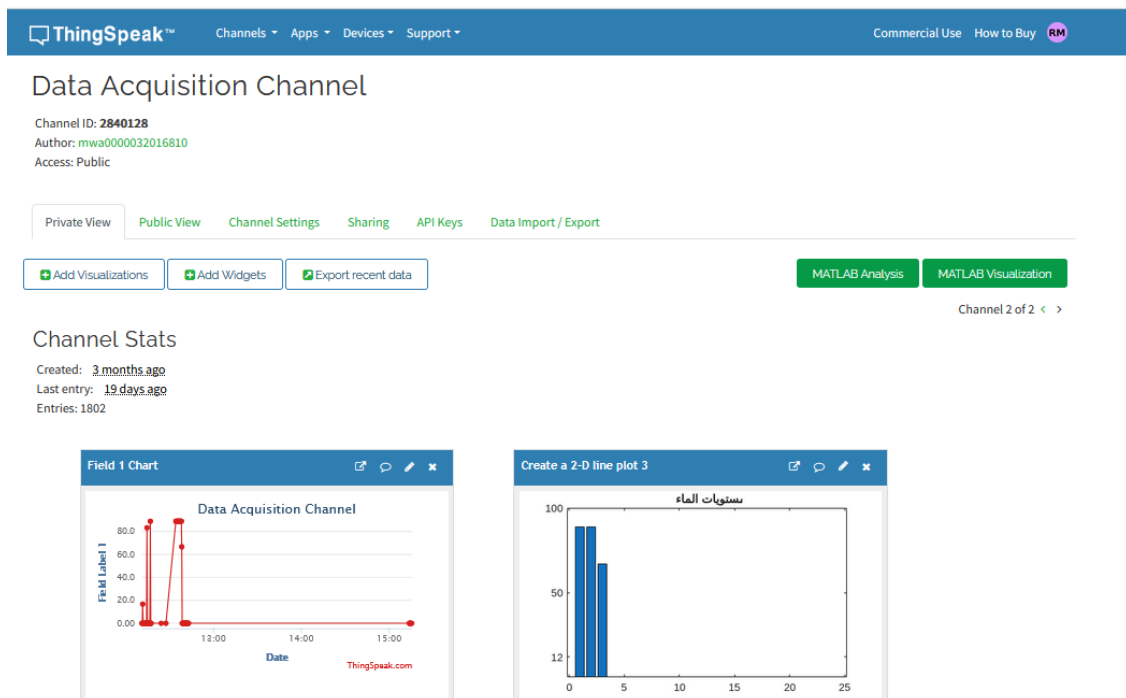 ThingSpeak™ Channels Apps Devices Support Commercial Use How to Buy RM
Data Acquisition Channel
Channel ID: 2840128
Author: mwa0000032016810
Access: Public
Private View Public View Channel Settings Sharing API Keys Data Import / Export
Add Visualizations Add Widgets Export recent data MATLAB Analysis MATLAB Visualization
Channel 2 of 2 < >
Channel Stats
Created: 3 months ago
Last entry: 19 days ago
Entries: 1802
Field 1 Chart
Data Acquisition Channel
Field Label 1
80.0
60.0
40.0
20.0
0.00
13:00 14:00 15:00
Date
ThingSpeak.com
Create a 2-D line plot 3
مستويات الماء
100
50
12
0 5 10 15 20 25